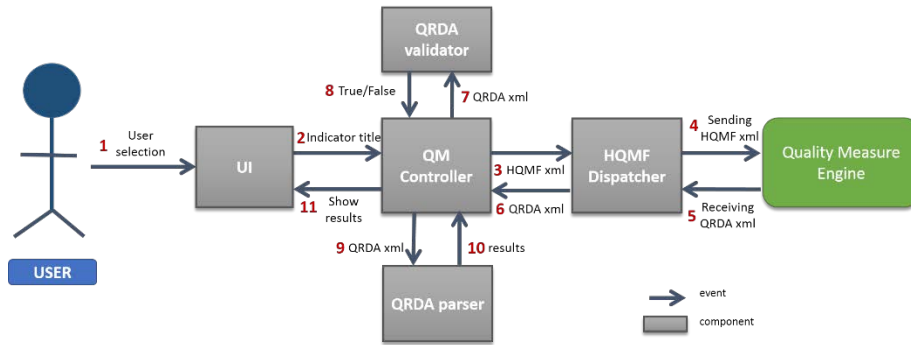 QRDA
validator
8 True/False
7 QRDA xml
1 User
selection
UI
2 Indicator title
11 Show
results
QM
Controller
3 HQMF xml
6 QRDA xml
HQMF
Dispatcher
4 Sending
HQMF xml
5 Receiving
QRDA xml
Quality Measure
Engine
9 QRDA xml
10 results
USER
QRDA parser
event
component